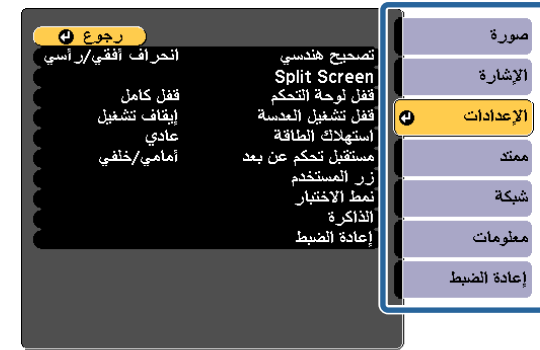 صورة
الإشارة
الإعدادات
ممتد
شبكة
معلومات
إعادة الضبط
رجوع
تصحيح هندسي انحراف أفقي/رأسي
Split Screen
قفل لوحة التحكم قفل كامل
قفل تشغيل العدسة إيقاف تشغيل
استهلاك الطاقة عادي
مستقبل تحكم عن بعد أمامي/خلفي
زر المستخدم
نمط الاختبار
الذاكرة
إعادة الضبط